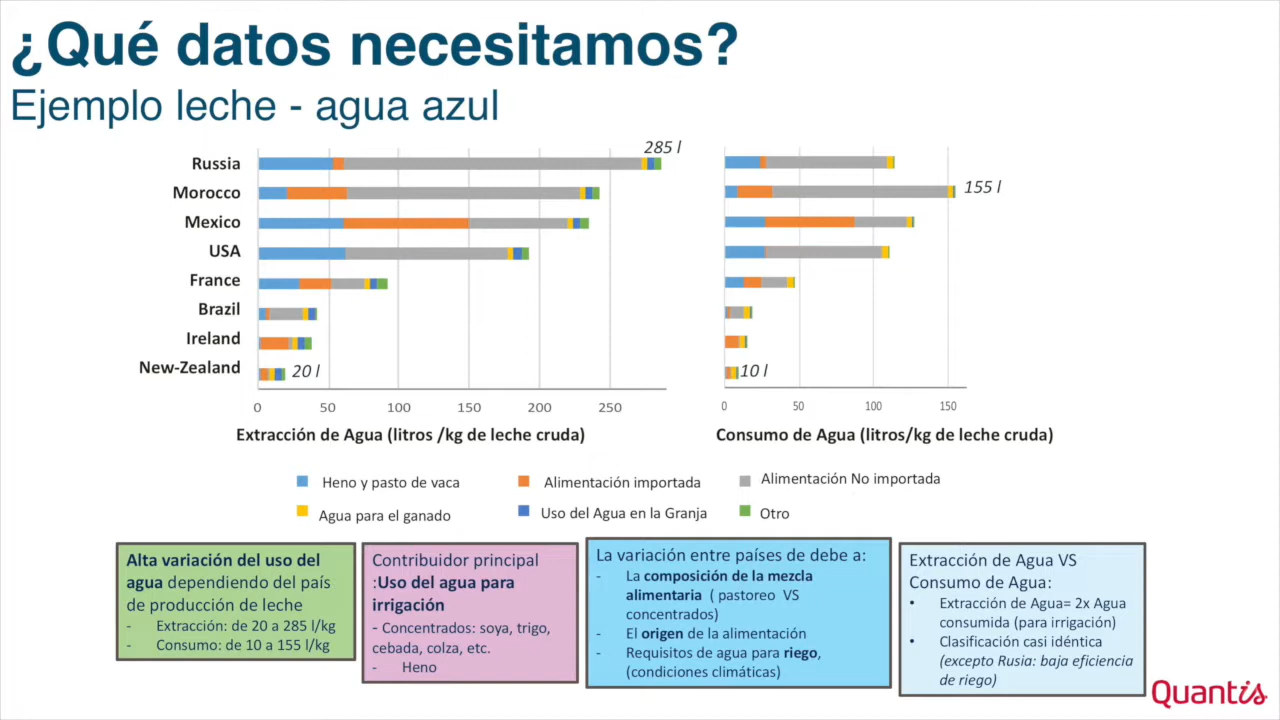 ¿Qué datos necesitamos?
Ejemplo leche - agua azul
Russia
Morocco
Mexico
USA
France
Brazil
Ireland
New-Zealand
285 l
20 l
0 50 100 150 200 250
Extracción de Agua (litros /kg de leche cruda)
155 l
10 l
0 50 100 150
Consumo de Agua (litros/kg de leche cruda)
Heno y pasto de vaca
Alimentación importada
Alimentación No importada
Agua para el ganado
Uso del Agua en la Granja
Otro
Alta variación del uso del
agua dependiendo del país
de producción de leche
- Extracción: de 20 a 285 l/kg
- Consumo: de 10 a 155 l/kg
Contribuidor principal
:Uso del agua para
irrigación
- Concentrados: soya, trigo,
cebada, colza, etc.
- Heno
La variación entre países de debe a:
- La composición de la mezcla
alimentaria ( pastoreo VS
concentrados)
- El origen de la alimentación
- Requisitos de agua para riego,
(condiciones climáticas)
Extracción de Agua VS
Consumo de Agua:
• Extracción de Agua= 2x Agua
consumida (para irrigación)
• Clasificación casi idéntica
(excepto Rusia: baja eficiencia
de riego)
Quantis